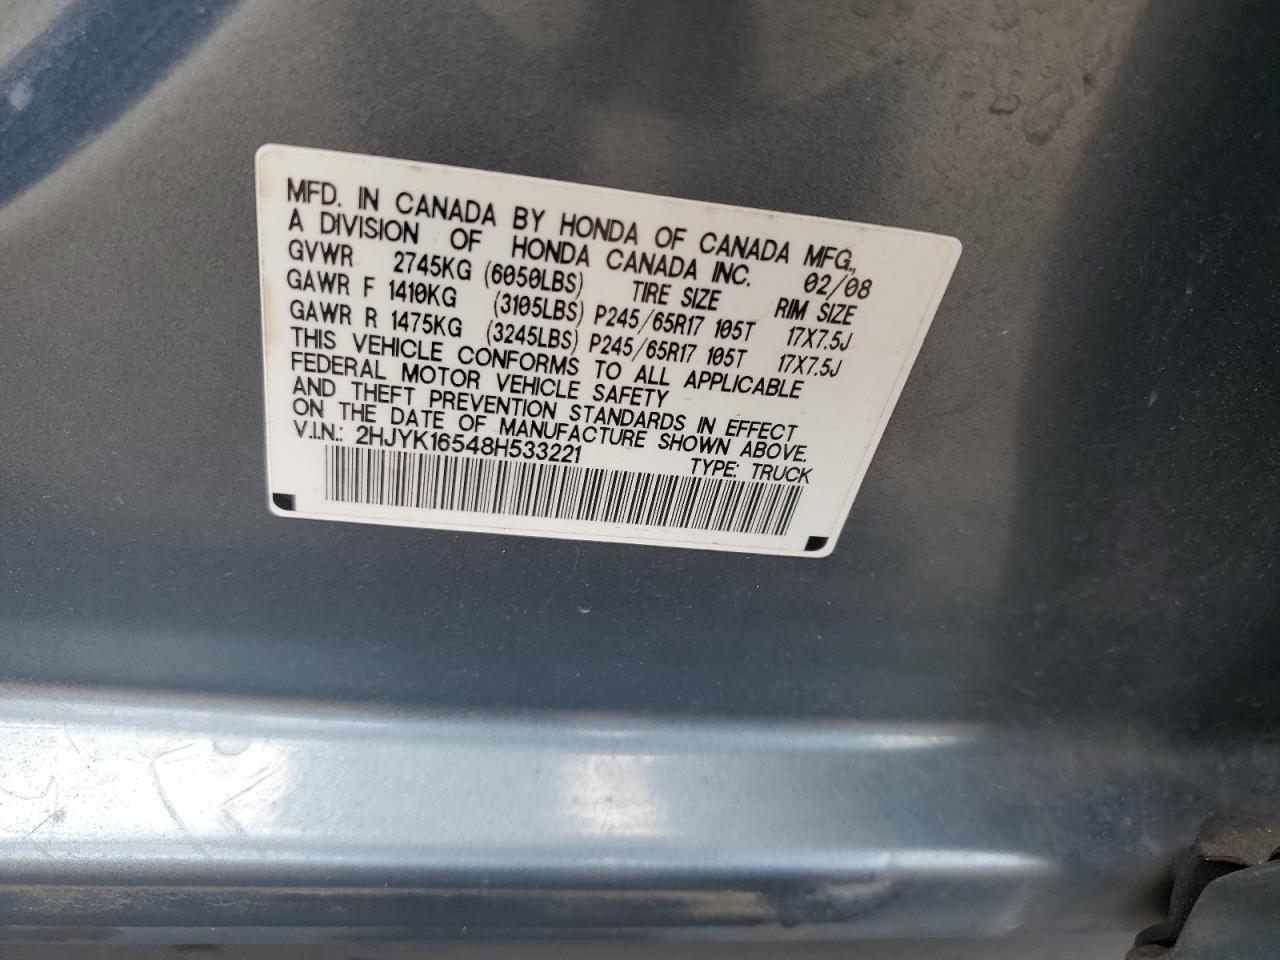 MFD. IN CANADA BY HONDA OF CANADA MFG.,
A DIVISION OF HONDA CANADA INC. 02/08
GVWR 2745KG (6050LBS) TIRE SIZE RIM SIZE
GAWR F 1410KG (3105LBS) P245/65R17 105T 17X7.5J
GAWR R 1475KG (3245LBS) P245/65R17 105T 17X7.5J
THIS VEHICLE CONFORMS TO ALL APPLICABLE
FEDERAL MOTOR VEHICLE SAFETY
AND THEFT PREVENTION STANDARDS IN EFFECT
ON THE DATE OF MANUFACTURE SHOWN ABOVE.
V.I.N.: 2HJYK16548H533221 TYPE: TRUCK